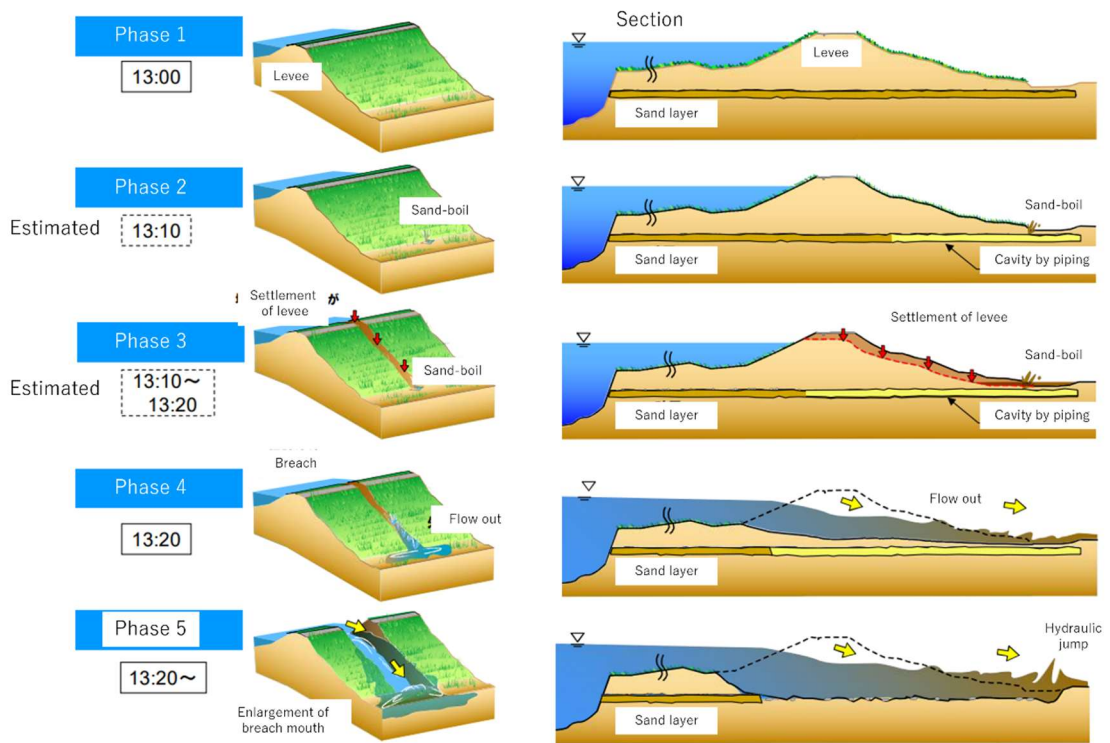 Section
Phase 1
13:00
Levee
Levee
Sand layer
Phase 2
Estimated
13:10
Sand-boil
Sand-boil
Sand layer
Cavity by piping
Settlement
of levee
が
Phase 3
Estimated
13:10～
13:20
Sand-boil
Settlement of levee
Sand-boil
Sand layer
Cavity by piping
Breach
Phase 4
13:20
Flow out
Flow out
Sand layer
Phase 5
13:20～
Enlargement of
breach mouth
Hydraulic
jump
Sand layer